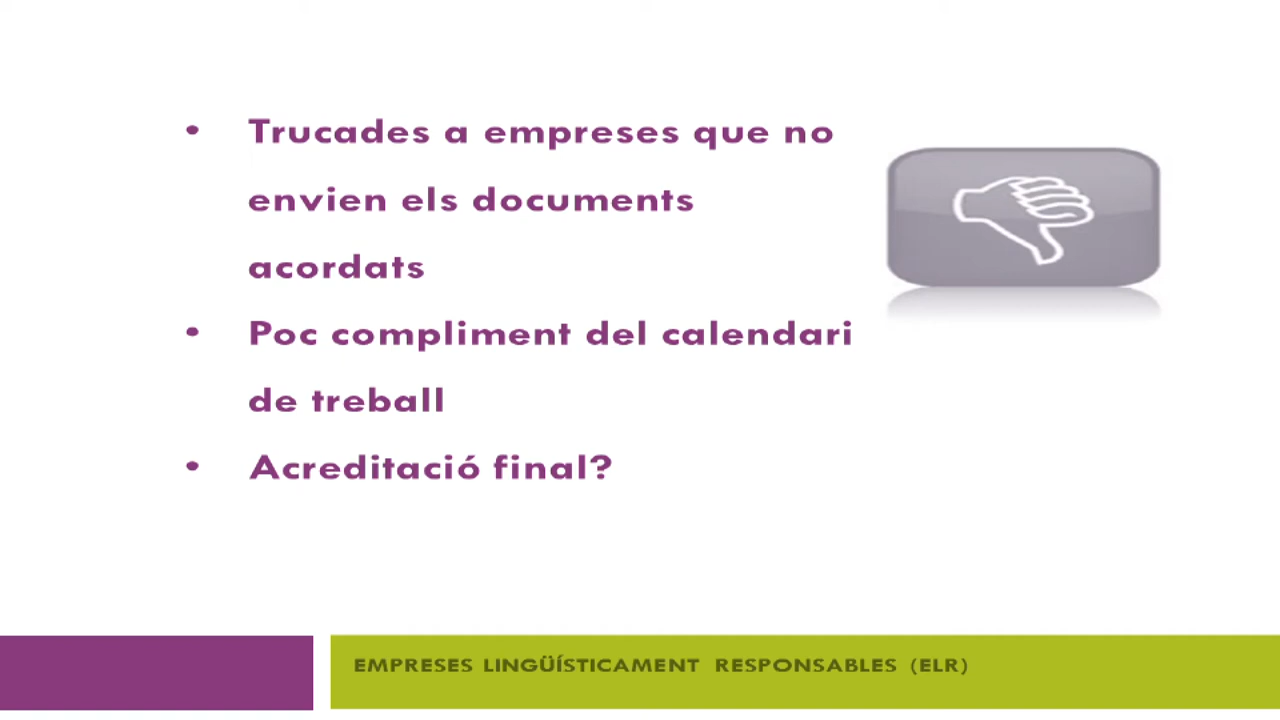 • Trucades a empreses que no
envien els documents
acordats
• Poc compliment del calendari
de treball
• Acreditació final?
EMPRESES LINGÜÍSTICAMENT RESPONSABLES (ELR)